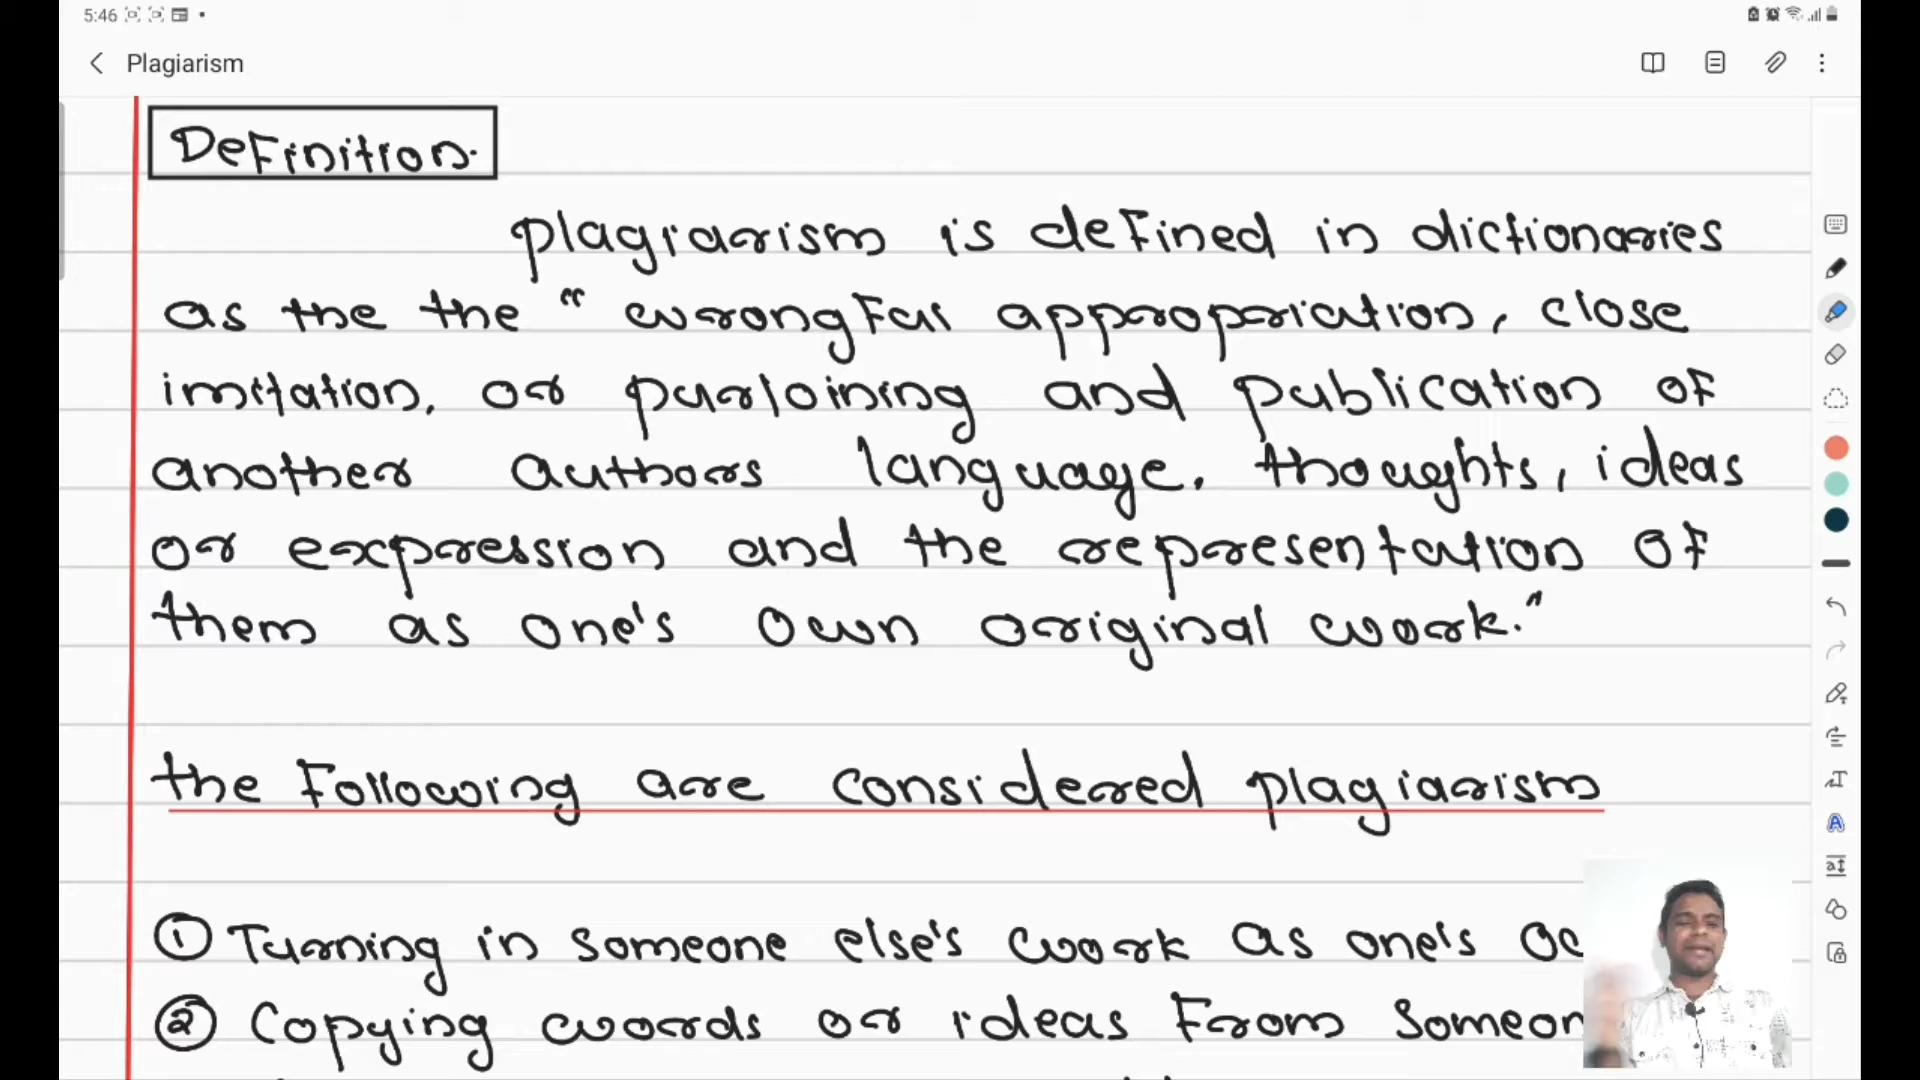 5:46
Plagiarism
Definition.
plagiarism is defined in dictionaries
as the the “ wrongful appropriation, close
imitation, or purloining and publication of
another authors language, thoughts, ideas
or expression and the representation of
them as one's own original work."
the following are considered plagiarism
① Turning in someone else's work as one's
② Copying words or ideas from